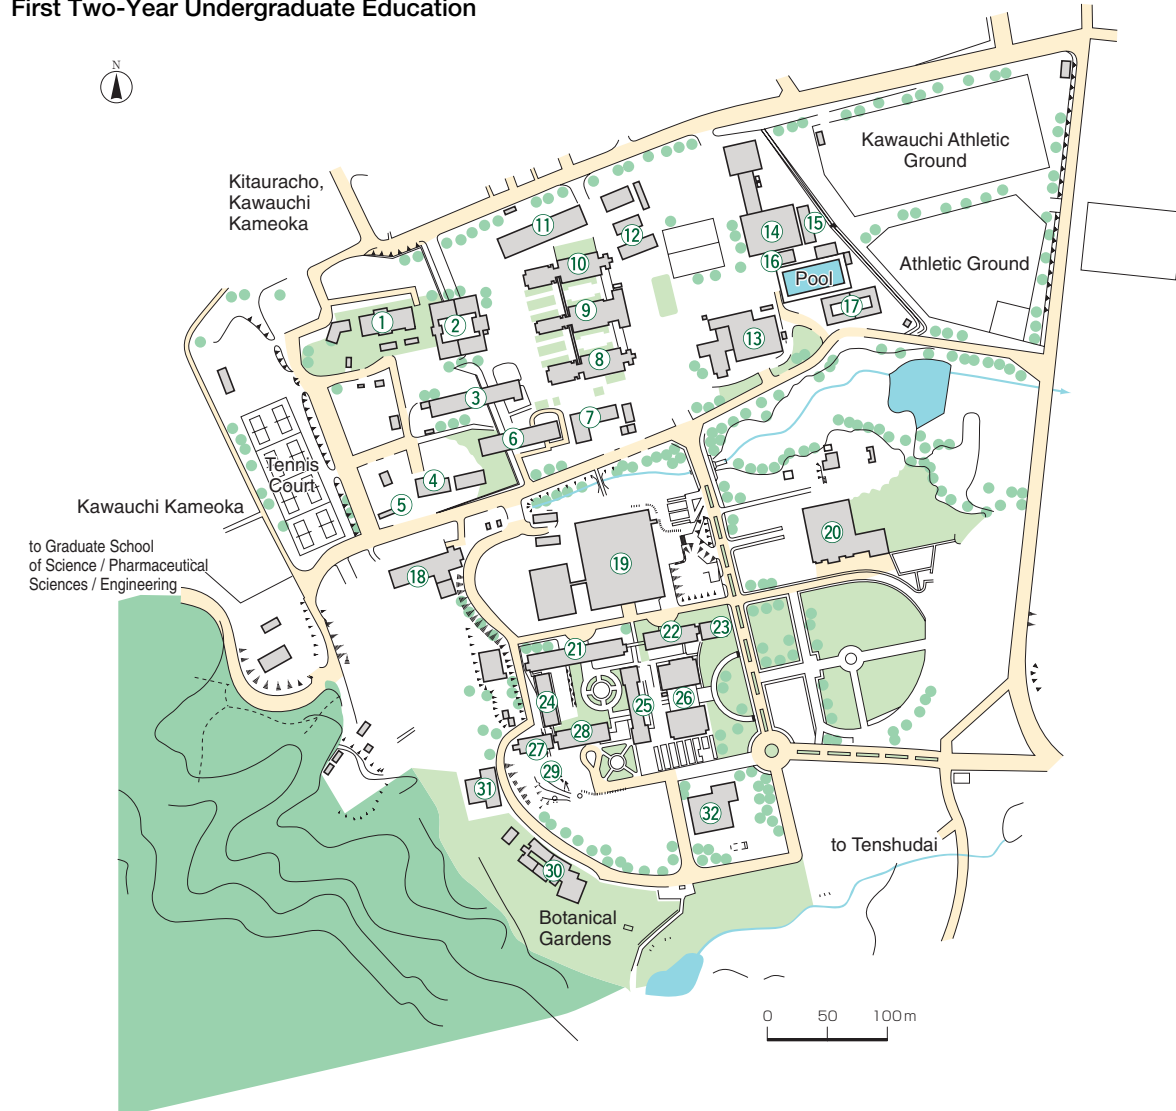 First Two-Year Undergraduate Education
N
Kitauracho,
Kawauchi
Kameoka
Kawauchi Athletic
Ground
Athletic Ground
Pool
Tennis
Court
Kawauchi Kameoka
to Graduate School
of Science / Pharmaceutical
Sciences / Engineering
1
2
3
4
5
6
7
8
9
10
11
12
13
14
15
16
17
18
19
20
21
22
23
24
25
26
27
28
29
30
31
32
to Tenshudai
Botanical
Gardens
0 50 100m